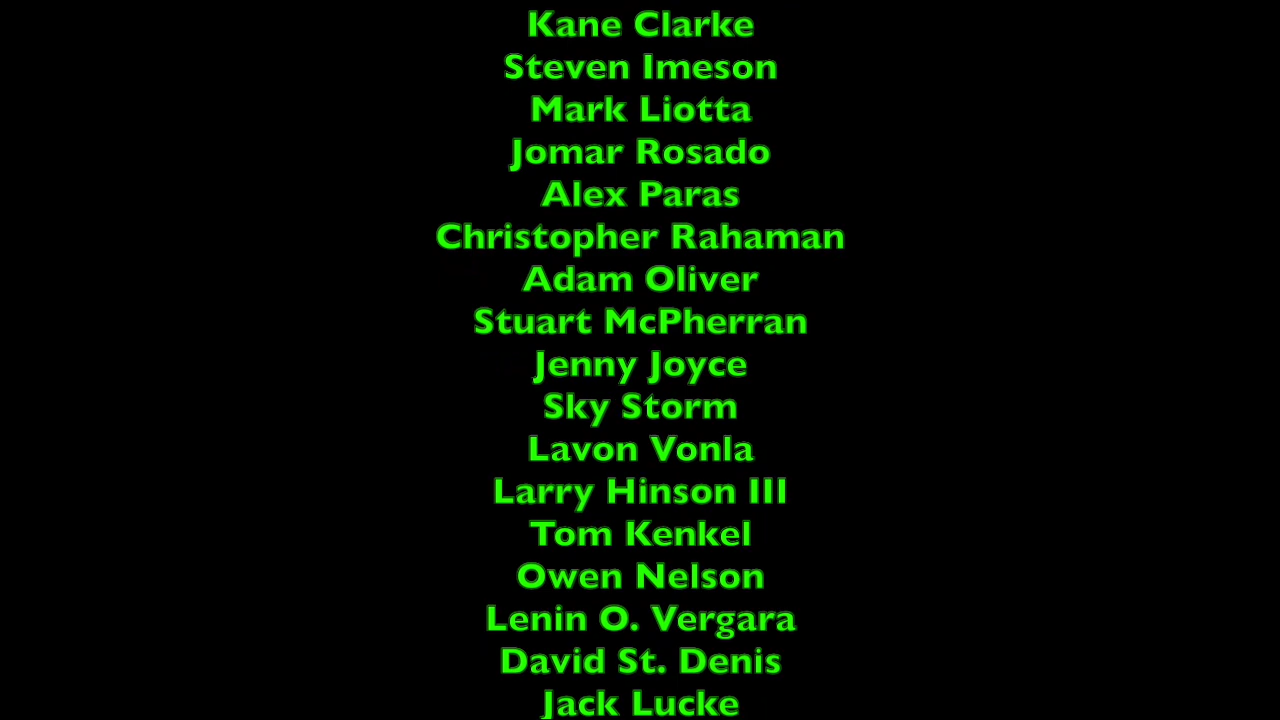 Kane Clarke
Steven Imeson
Mark Liotta
Jomar Rosado
Alex Paras
Christopher Rahaman
Adam Oliver
Stuart McPherran
Jenny Joyce
Sky Storm
Lavon Vonla
Larry Hinson III
Tom Kenkel
Owen Nelson
Lenin O. Vergara
David St. Denis
Jack Lucke